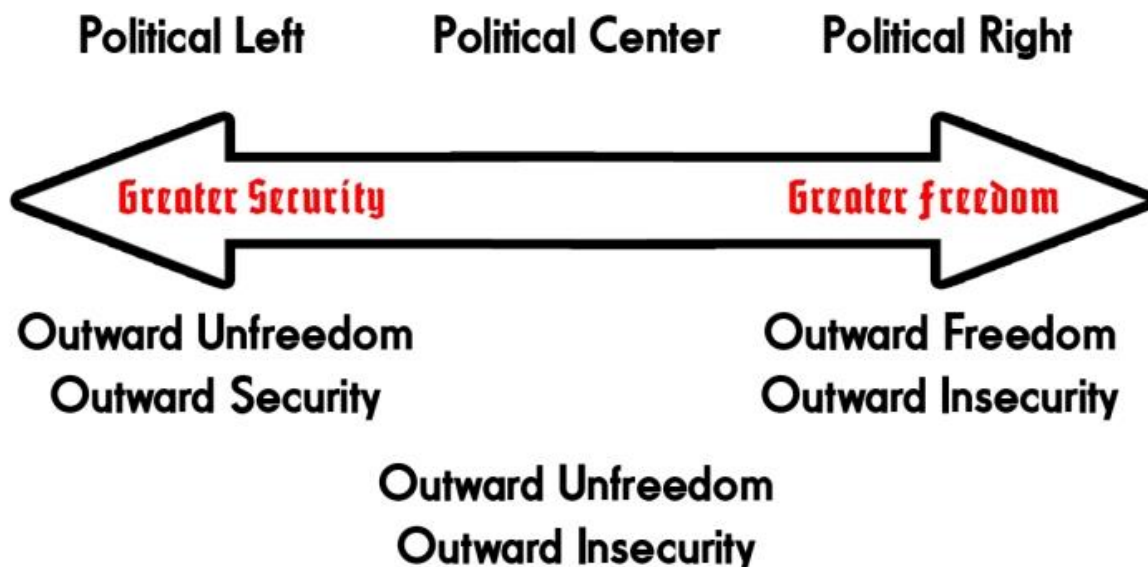 Political Left Political Center Political Right
Greater Security Greater freedom
Outward Unfreedom Outward Freedom
Outward Security Outward Insecurity
Outward Unfreedom
Outward Insecurity